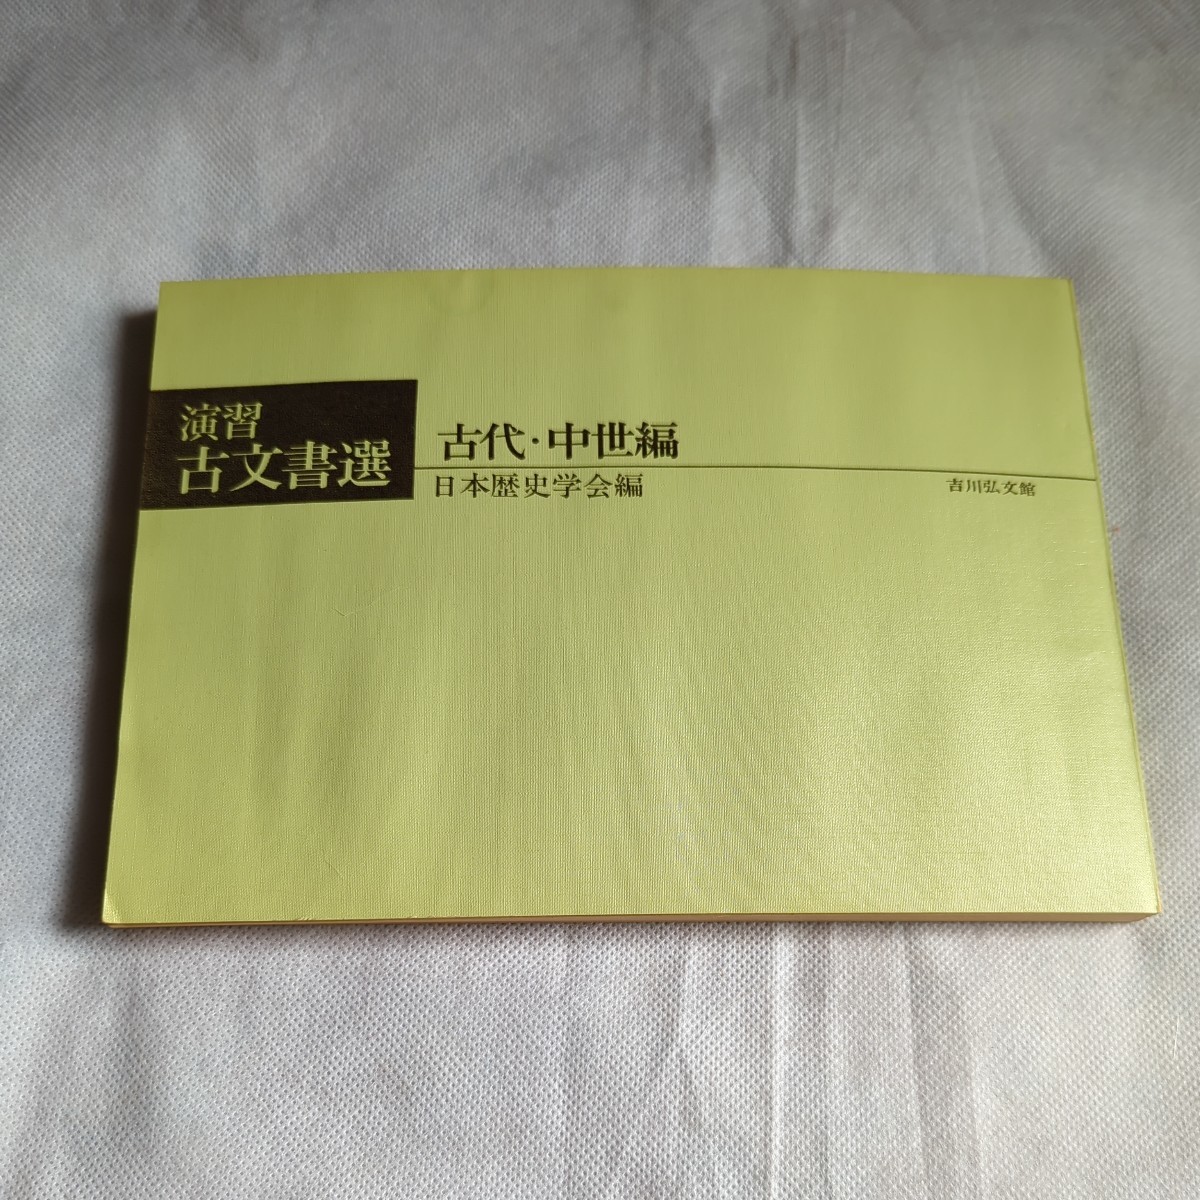 演習
古文書選
古代・中世編
日本歴史学会編
吉川弘文館